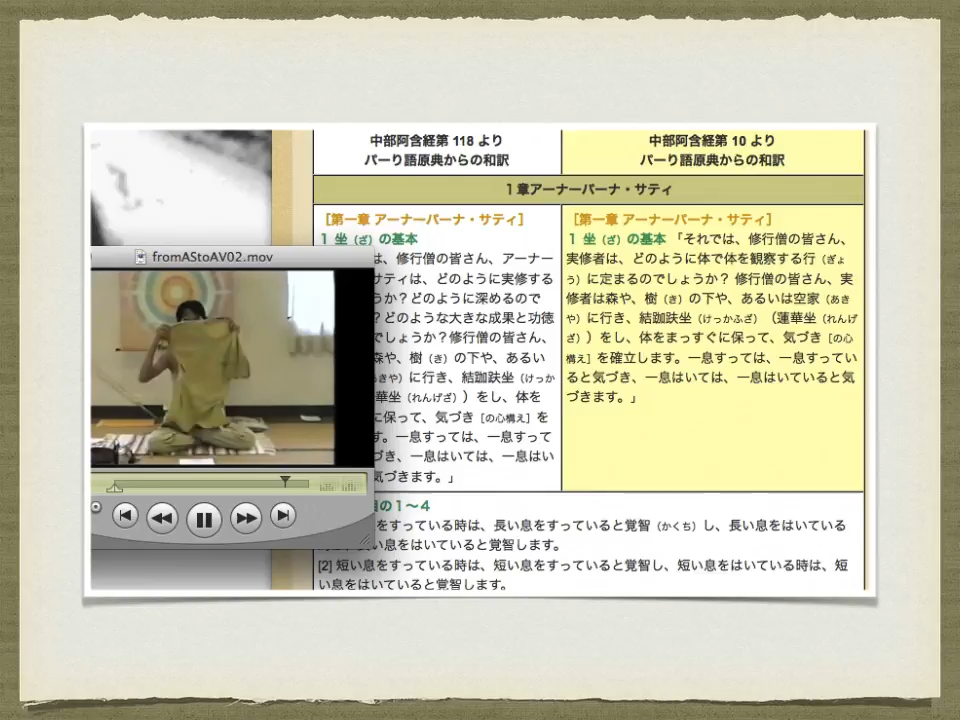 中部阿含経第 118 より
パーリ語原典からの和訳
中部阿含経第 10 より
パーリ語原典からの和訳
1章アーナーパーナ・サティ
[第一章 アーナーパーナ・サティ]
1 坐（ざ）の基本
は、修行僧の皆さん、アーナー
サティは、どのように実修する
うか？どのように深めるので
？どのような大きな成果と功徳
でしょうか？修行僧の皆さん、
森や、樹（き）の下や、あるい
きや）に行き、結跏趺坐（けっか
華坐（れんげざ））をし、体を
に保って、気づき［の心構え］を
す。一息すっては、一息すって
づき、一息はいては、一息はい
気づきます。」
[第一章 アーナーパーナ・サティ]
1 坐（ざ）の基本 「それでは、修行僧の皆さん、
実修者は、どのように体で体を観察する行（ぎょ
う）に定まるのでしょうか？ 修行僧の皆さん、実
修者は森や、樹（き）の下や、あるいは空家（あき
や）に行き、結跏趺坐（けっかふざ）（蓮華坐（れんげ
ざ））をし、体をまっすぐに保って、気づき［の心
構え］を確立します。一息すっては、一息すってい
ると気づき、一息はいては、一息はいていると気
づきます。」
fromAStoAV02.mov
目の1〜4
をすっている時は、長い息をすっていると覚智（かくち）し、長い息をはいている
い息をはいていると覚智します。
[2] 短い息をすっている時は、短い息をすっていると覚智し、短い息をはいる時は、短
い息をはいていると覚智します。